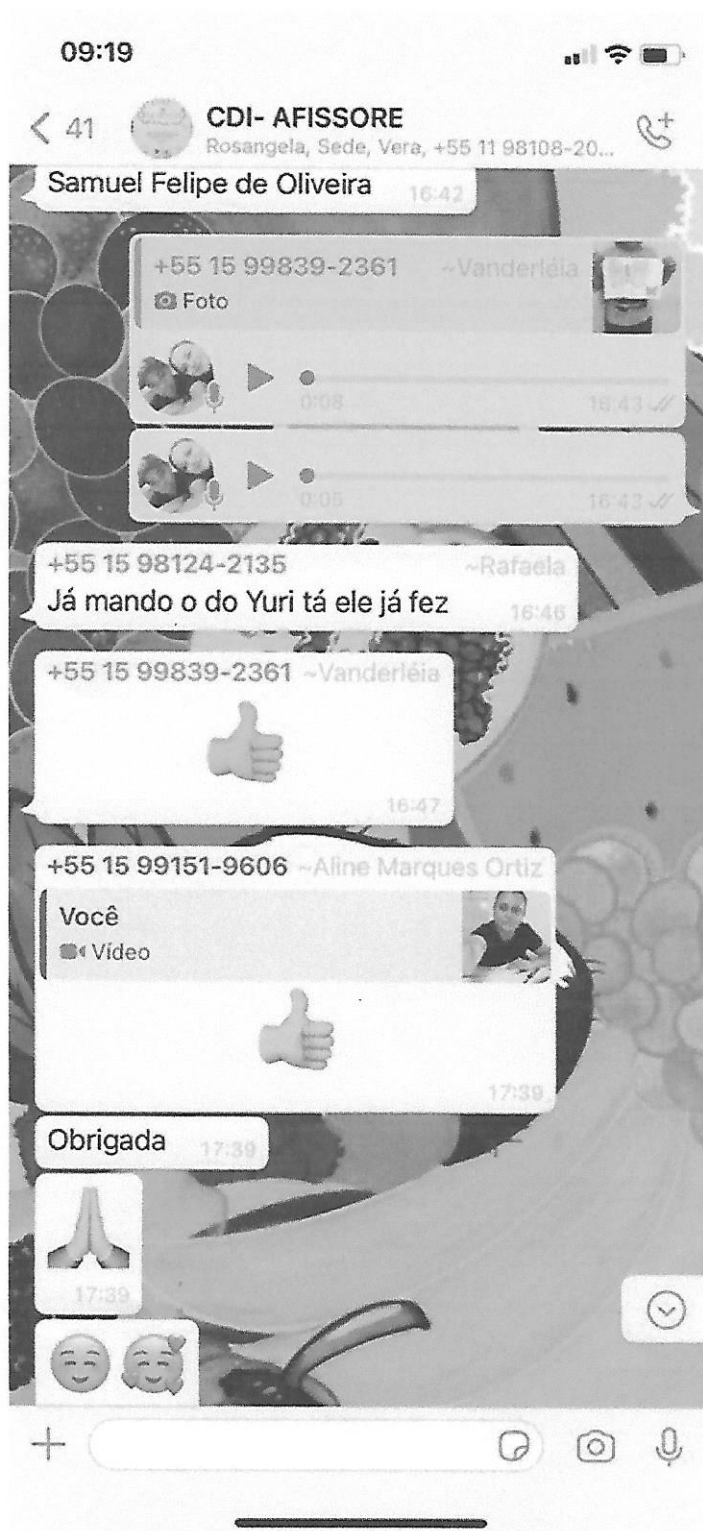 09:19
41
CDI- AFISSORE
Rosangela, Sede, Vera, +55 11 98108-20...
Samuel Felipe de Oliveira 16:42
+55 15 99839-2361 ~Vanderléia
Foto
0:08 16:43
0:05 16:43
+55 15 98124-2135 ~Rafaela
Já mando o do Yuri tá ele já fez 16:46
+55 15 99839-2361 ~Vanderléia
16:47
+55 15 99151-9606 ~Aline Marques Ortiz
Você
Vídeo
17:39
Obrigada 17:39
17:39